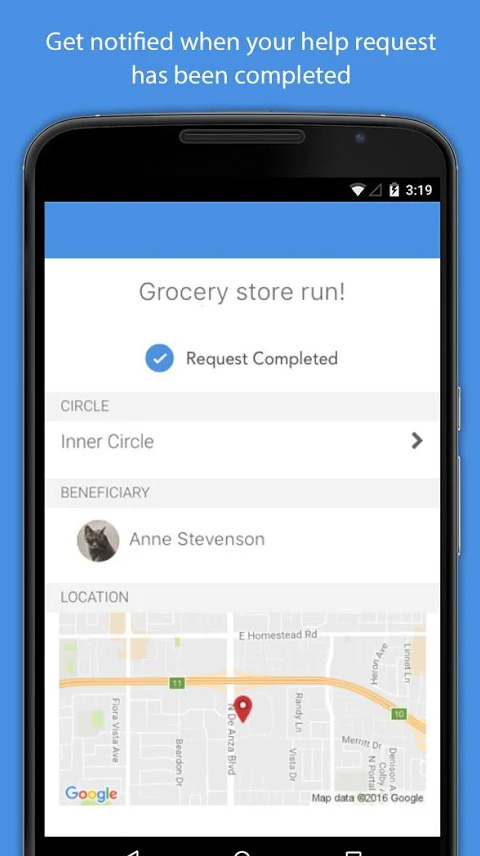 Get notified when your help request
has been completed
3:19
Grocery store run!
Request Completed
CIRCLE
Inner Circle
BENEFICIARY
Anne Stevenson
LOCATION
E Homestead Rd
Heron Ave
Linnet Ln
11
10
Flora Vista Ave
Beardon Dr
N De Anza Blvd
Randy Ln
Vista Dr
Merritt Dr
N Portal
Colby
Denison A
Google
Map data ©2016 Google